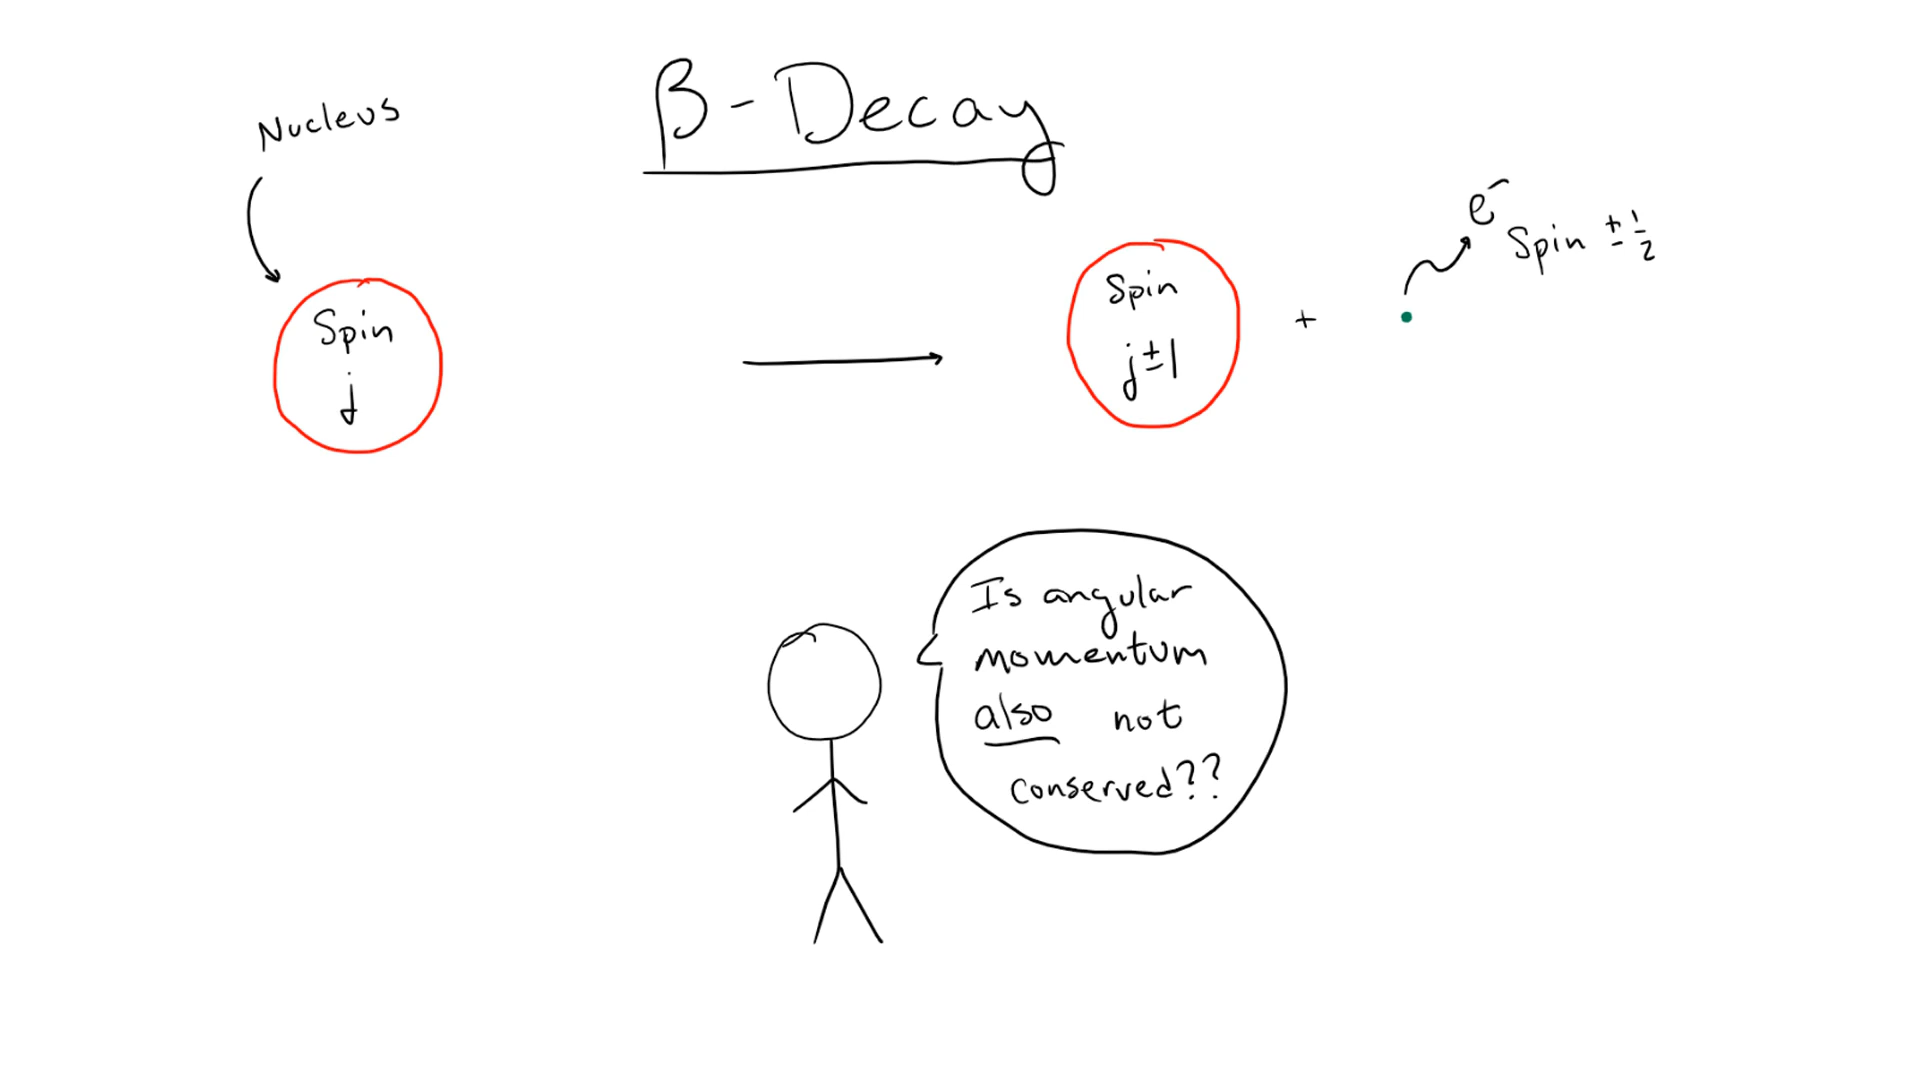 β-Decay
Nucleus
Spin
j
Spin
j±1
+
e⁻
Spin ±½
Is angular
momentum
also not
conserved??